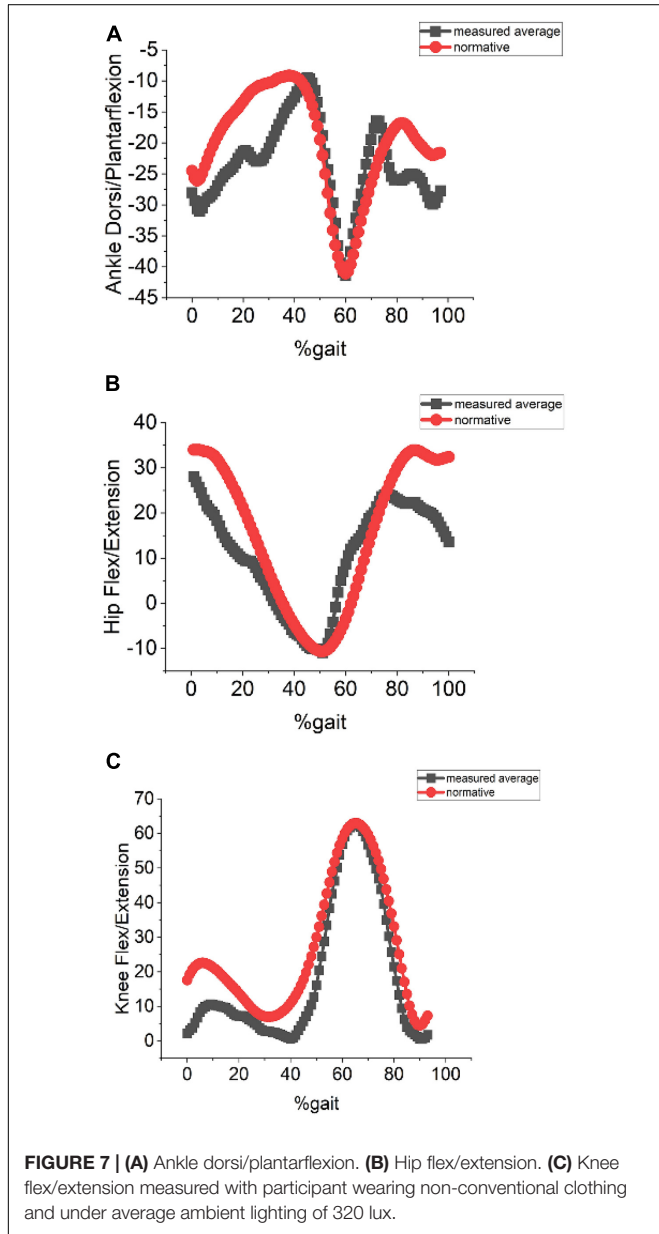 A
measured average
normative
Ankle Dorsi/Plantarflexion
-5
-10
-15
-20
-25
-30
-35
-40
-45
0 20 40 60 80 100
%gait
B
measured average
normative
Hip Flex/Extension
40
30
20
10
0
-10
0 20 40 60 80 100
%gait
C
measured average
normative
Knee Flex/Extension
70
60
50
40
30
20
10
0
0 20 40 60 80 100
%gait
FIGURE 7 | (A) Ankle dorsi/plantarflexion. (B) Hip flex/extension. (C) Knee
flex/extension measured with participant wearing non-conventional clothing
and under average ambient lighting of 320 lux.